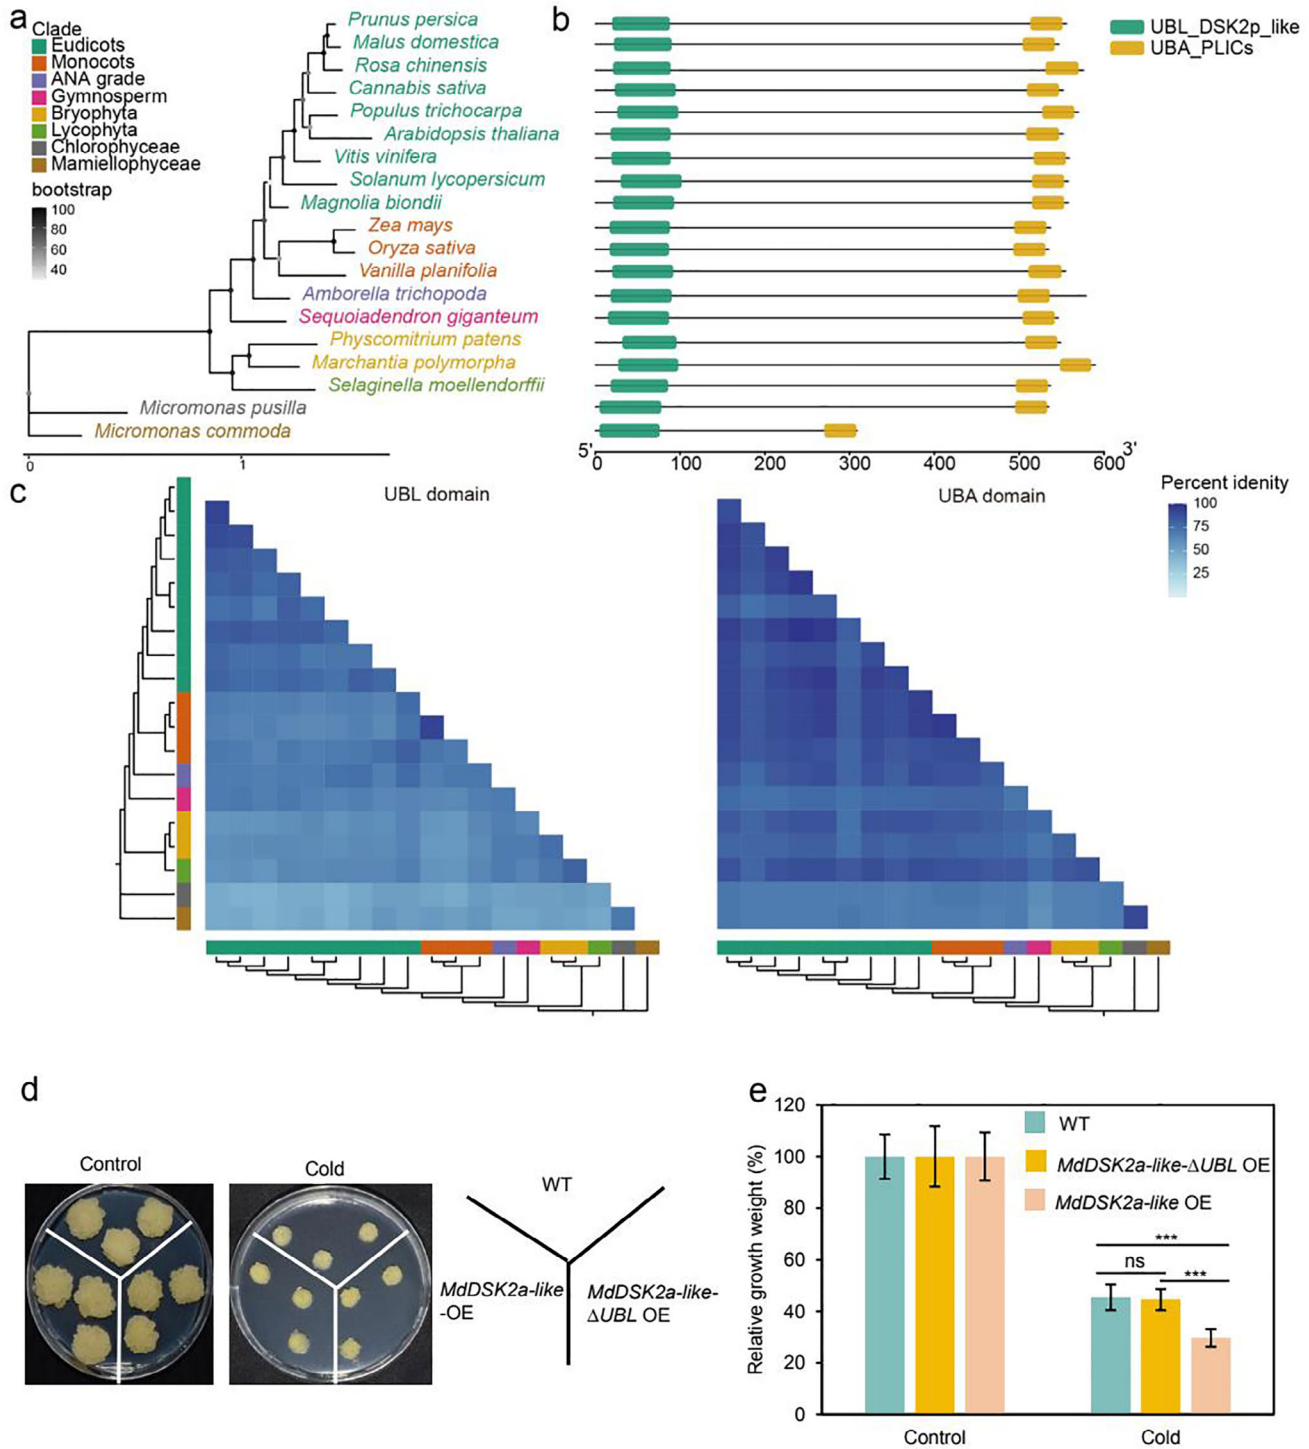 a
Clade
Eudicots
Monocots
ANA grade
Gymnosperm
Bryophyta
Lycophyta
Chlorophyceae
Mamiellophyceae
bootstrap
100
80
60
40
Prunus persica
Malus domestica
Rosa chinensis
Cannabis sativa
Populus trichocarpa
Arabidopsis thaliana
Vitis vinifera
Solanum lycopersicum
Magnolia biondii
Zea mays
Oryza sativa
Vanilla planifolia
Amborella trichopoda
Sequoiadendron giganteum
Physcomitrium patens
Marchantia polymorpha
Selaginella moellendorffii
Micromonas pusilla
Micromonas commoda
0 1
b
UBL_DSK2p_like
UBA_PLICs
5' 3'
0 100 200 300 400 500 600
c
UBL domain
UBA domain
Percent idenity
100
75
50
25
d
Control
Cold
WT
MdDSK2a-like
-OE
MdDSK2a-like-
ΔUBL OE
e
Relative growth weight (%)
120
100
80
60
40
20
0
WT
MdDSK2a-like-ΔUBL OE
MdDSK2a-like OE
***
ns
***
Control Cold